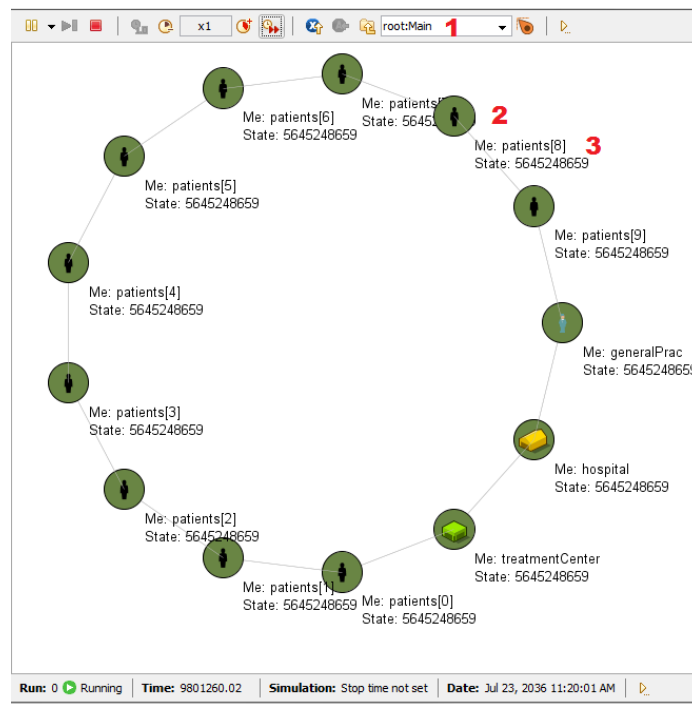 x1
root:Main
1
Me: patients[
State: 5645248659
2
Me: patients[6]
State: 5645248659
Me: patients[8]
State: 5645248659
3
Me: patients[5]
State: 5645248659
Me: patients[9]
State: 5645248659
Me: patients[4]
State: 5645248659
Me: generalPrac
State: 5645248659
Me: patients[3]
State: 5645248659
Me: hospital
State: 5645248659
Me: patients[2]
State: 5645248659
Me: treatmentCenter
State: 5645248659
Me: patients[1]
State: 5645248659
Me: patients[0]
State: 5645248659
Run: 0 Running Time: 9801260.02 Simulation: Stop time not set Date: Jul 23, 2036 11:20:01 AM